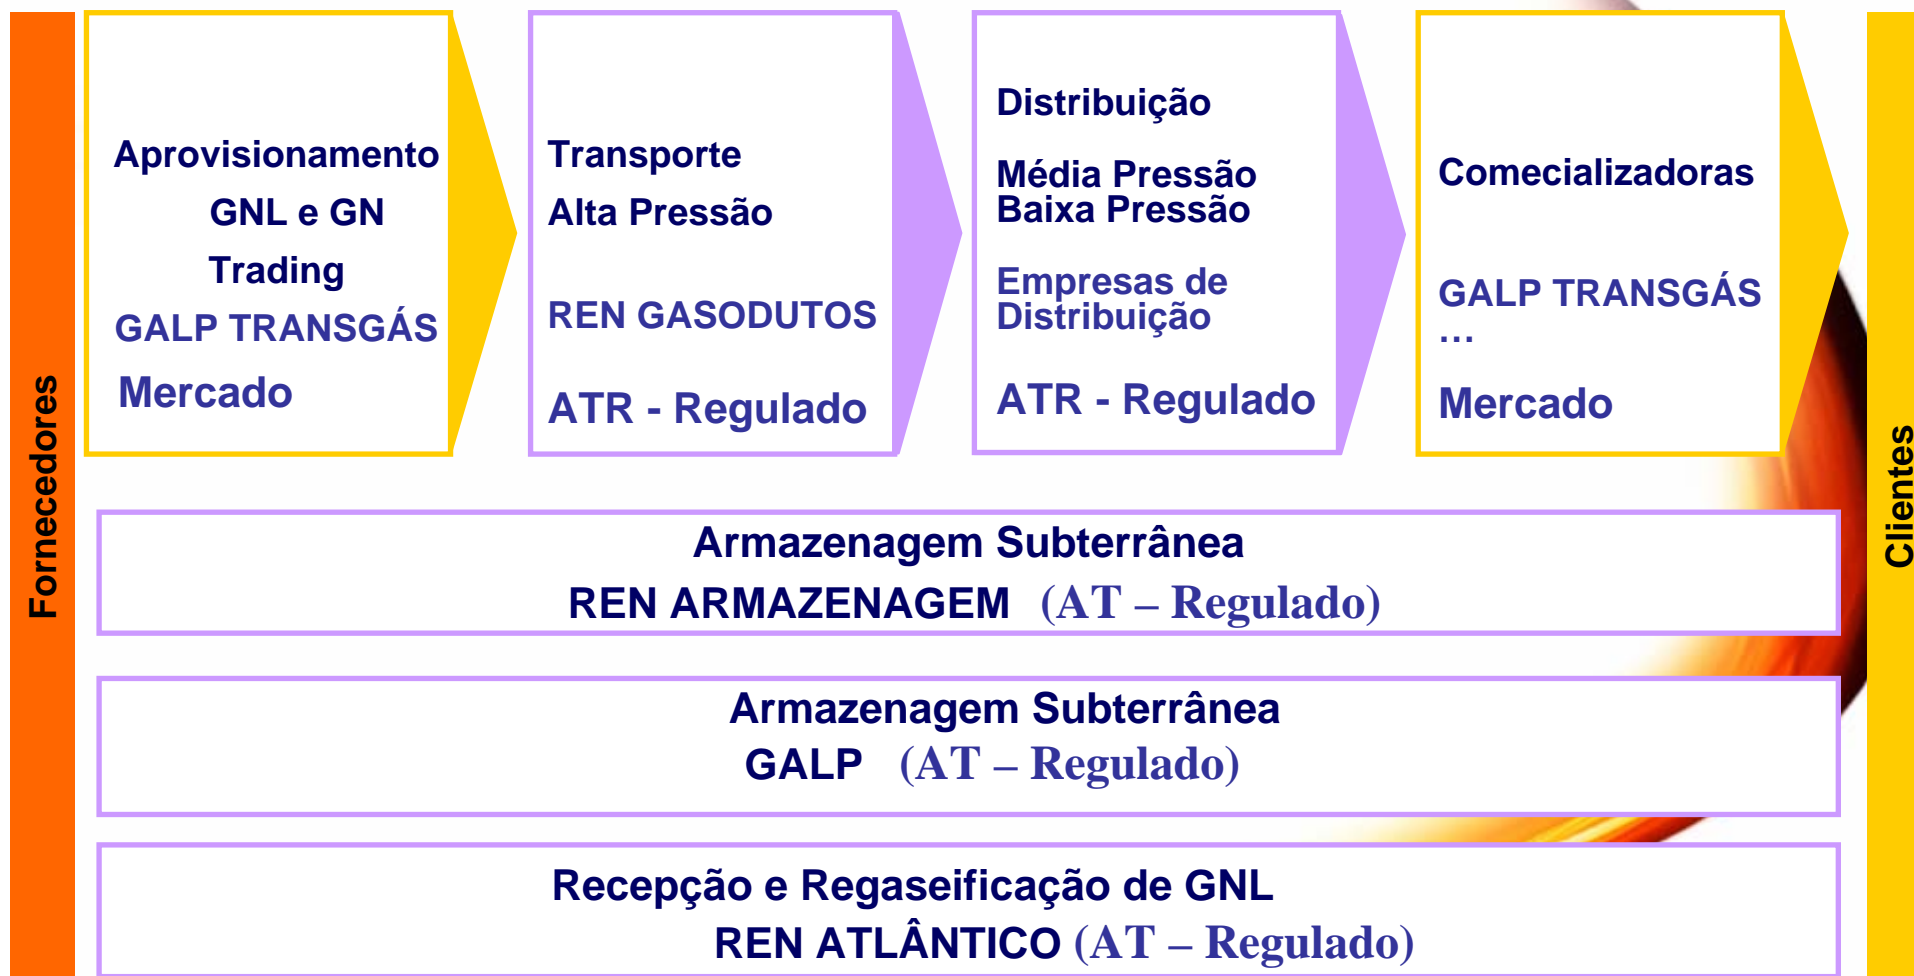 Fornecedores
Aprovisionamento
GNL e GN
Trading
GALP TRANSGÁS
Mercado
Transporte
Alta Pressão
REN GASODUTOS
ATR - Regulado
Distribuição
Média Pressão
Baixa Pressão
Empresas de
Distribuição
ATR - Regulado
Comecializadoras
GALP TRANSGÁS
…
Mercado
Clientes
Armazenagem Subterrânea
REN ARMAZENAGEM (AT – Regulado)
Armazenagem Subterrânea
GALP (AT – Regulado)
Recepção e Regaseificação de GNL
REN ATLÂNTICO (AT – Regulado)